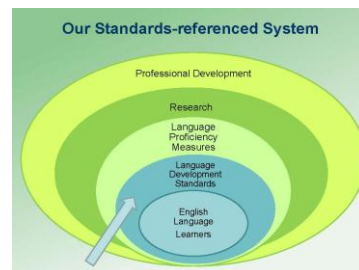 Our Standards-referenced System
Professional Development
Research
Language
Proficiency
Measures
Language
Development
Standards
English
Language
Learners